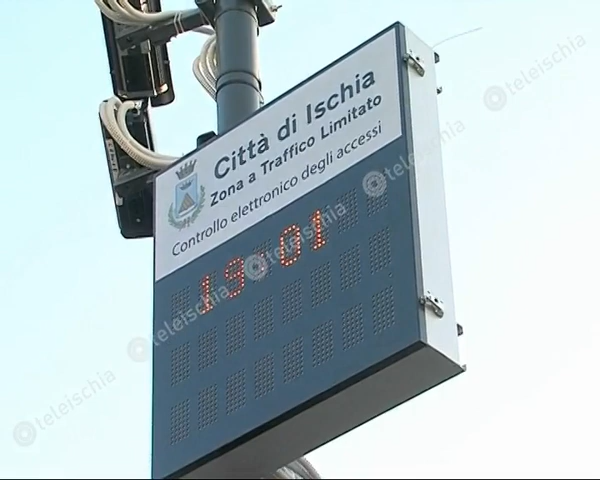 Città di Ischia
Zona a Traffico Limitato
Controllo elettronico degli accessi
19:01
teleischia
teleischia
teleischia
teleischia
teleischia
teleischia